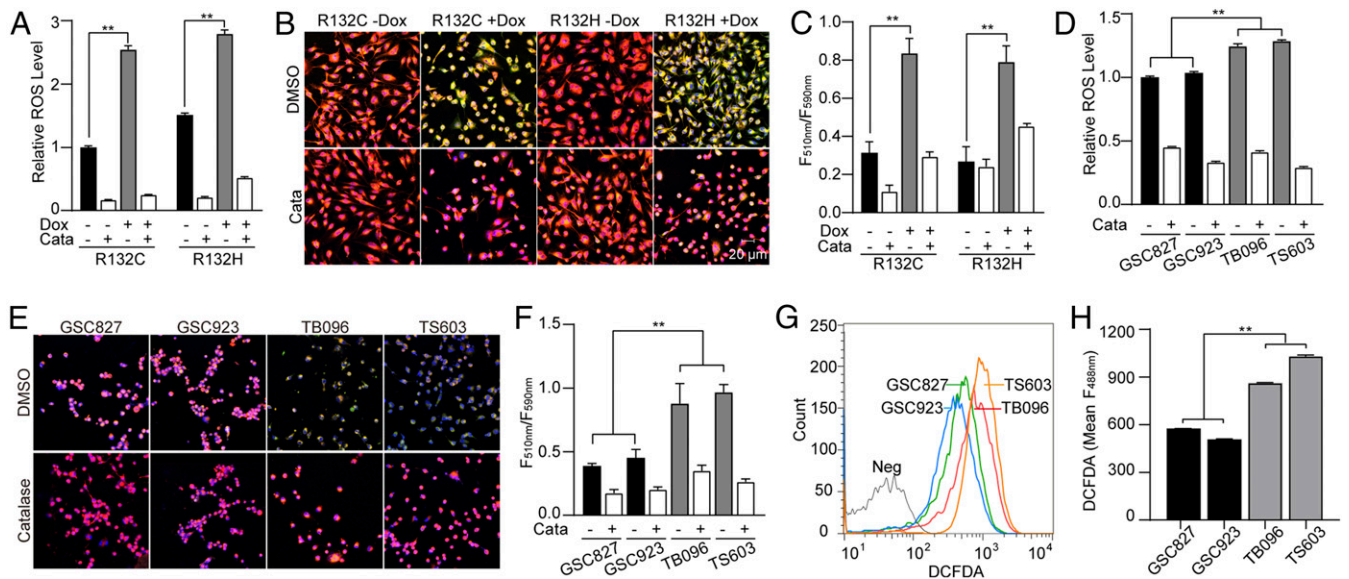 A
Relative ROS Level
3
2
1
0
**
**
Dox - - + + - - + +
Cata - + - + - + - +
R132C R132H
B
R132C -Dox R132C +Dox R132H -Dox R132H +Dox
DMSO
Cata
20 μm
C
F510nm/F590nm
1.0
0.8
0.6
0.4
0.2
0.0
**
**
Dox - - + + - - + +
Cata - + - + - + - +
R132C R132H
D
Relative ROS Level
1.5
1.0
0.5
0.0
**
Cata - + - + - + - +
GSC827 GSC923 TB096 TS603
E
GSC827 GSC923 TB096 TS603
DMSO
Catalase
F
F510nm/F590nm
1.5
1.0
0.5
0.0
**
Cata - + - + - + - +
GSC827 GSC923 TB096 TS603
G
Count
250
200
150
100
50
0
GSC827 TS603
GSC923 TB096
Neg
10¹ 10² 10³ 10⁴
DCFDA
H
DCFDA (Mean F488nm)
1200
900
600
300
0
**
GSC827 GSC923 TB096 TS603